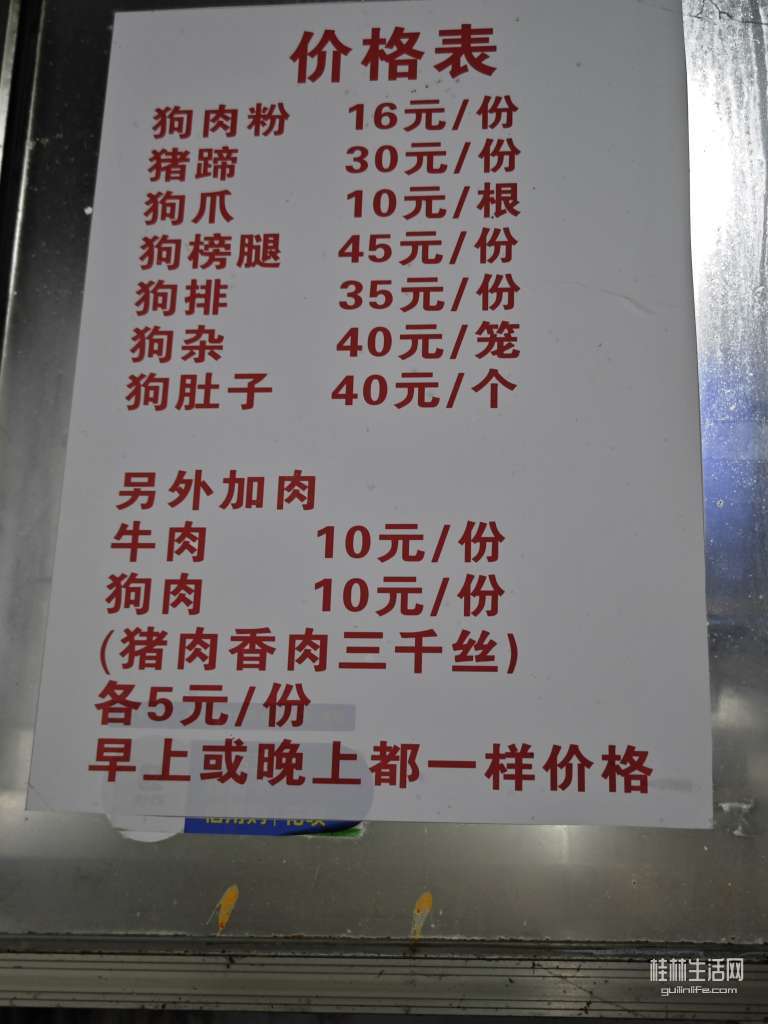 价格表
狗肉粉 16元/份
猪蹄 30元/份
狗爪 10元/根
狗榜腿 45元/份
狗排 35元/份
狗杂 40元/笼
狗肚子 40元/个
另外加肉
牛肉 10元/份
狗肉 10元/份
(猪肉香肉三千丝)
各5元/份
早上或晚上都一样价格
桂林生活网
guilinlife.com